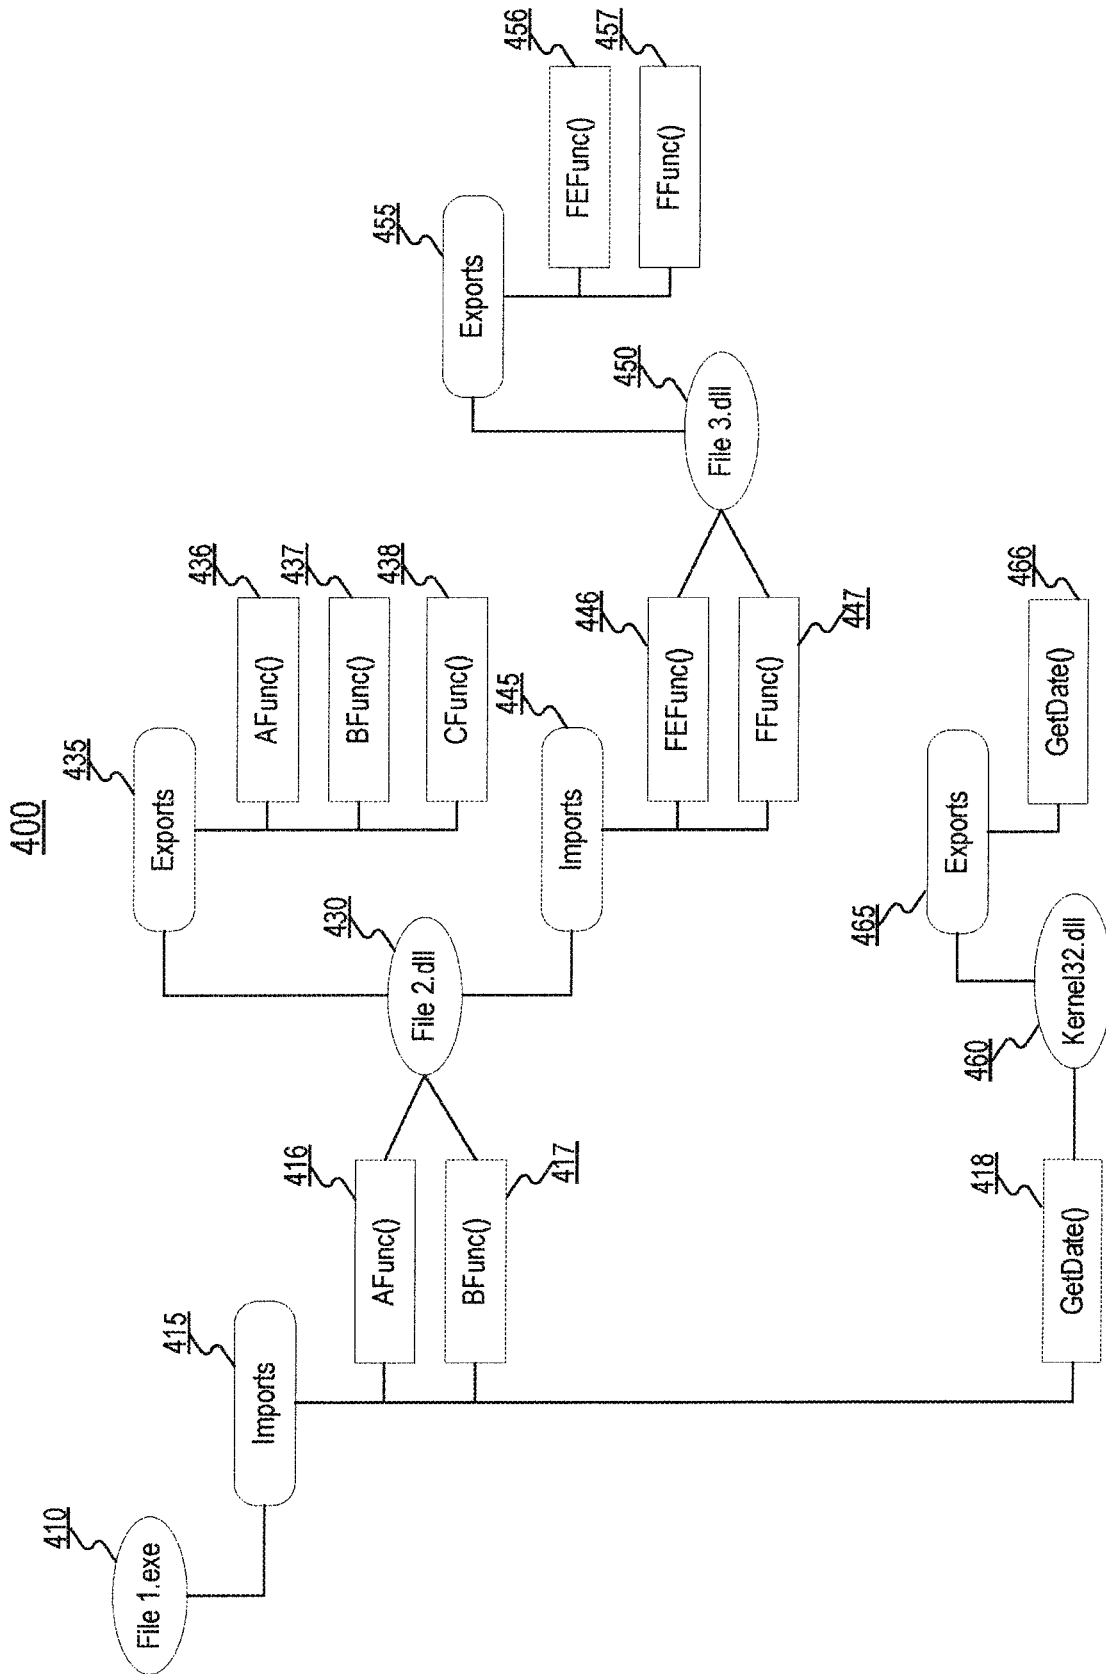 400
410
File 1.exe
415
Imports
416
AFunc()
BFunc()
417
418
GetDate()
430
File 2.dll
435
Exports
436
AFunc()
437
BFunc()
438
CFunc()
445
Imports
446
FEFunc()
FFunc()
447
450
File 3.dll
455
Exports
456
FEFunc()
457
FFunc()
460
Kernel32.dll
465
Exports
466
GetDate()